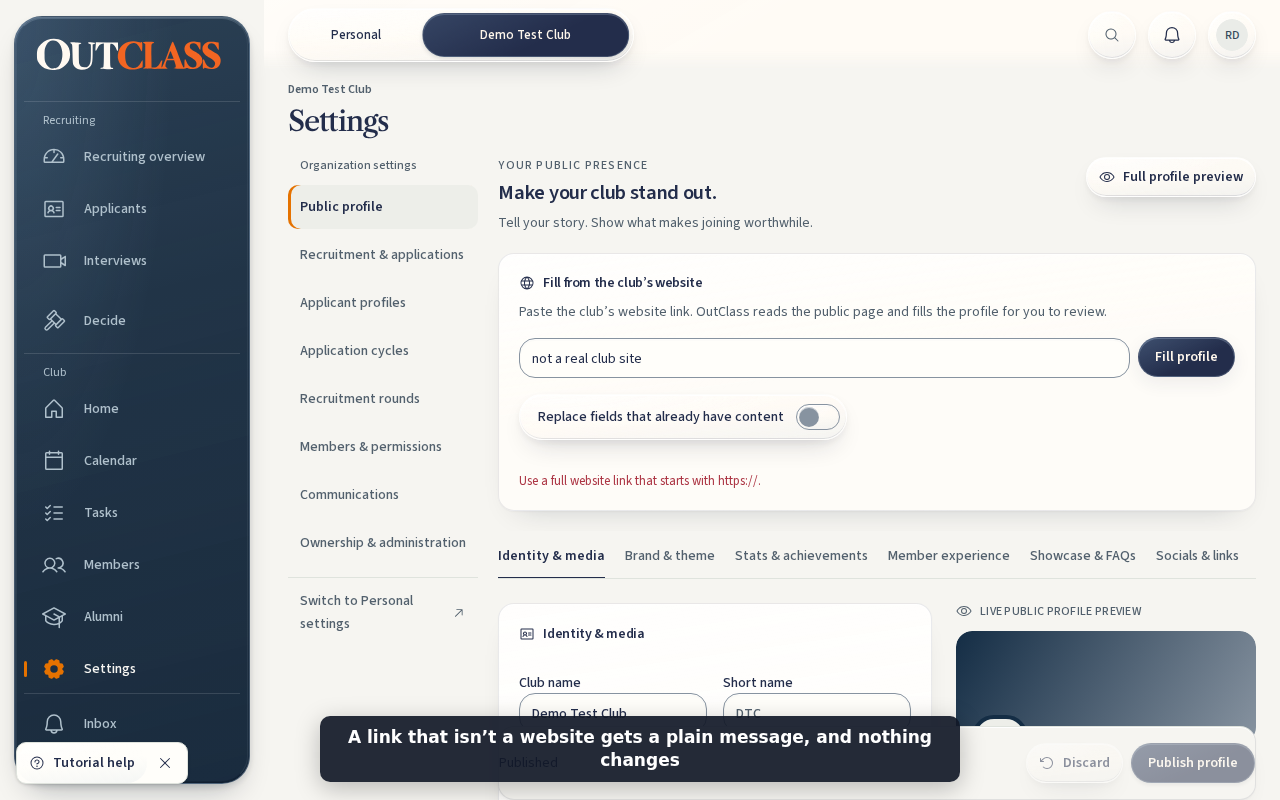 OUTCLASS
Recruiting
Recruiting overview
Applicants
Interviews
Decide
Club
Home
Calendar
Tasks
Members
Alumni
Settings
Inbox
Tutorial help
Personal
Demo Test Club
RD
Demo Test Club
Settings
Organization settings
Public profile
Recruitment & applications
Applicant profiles
Application cycles
Recruitment rounds
Members & permissions
Communications
Ownership & administration
Switch to Personal
settings
YOUR PUBLIC PRESENCE
Make your club stand out.
Tell your story. Show what makes joining worthwhile.
Full profile preview
Fill from the club’s website
Paste the club’s website link. OutClass reads the public page and fills the profile for you to review.
not a real club site
Fill profile
Replace fields that already have content
Use a full website link that starts with https://.
Identity & media
Brand & theme
Stats & achievements
Member experience
Showcase & FAQs
Socials & links
Identity & media
Club name
Short name
Demo Test Club
DTC
LIVE PUBLIC PROFILE PREVIEW
A link that isn’t a website gets a plain message, and nothing
changes
Published
Discard
Publish profile